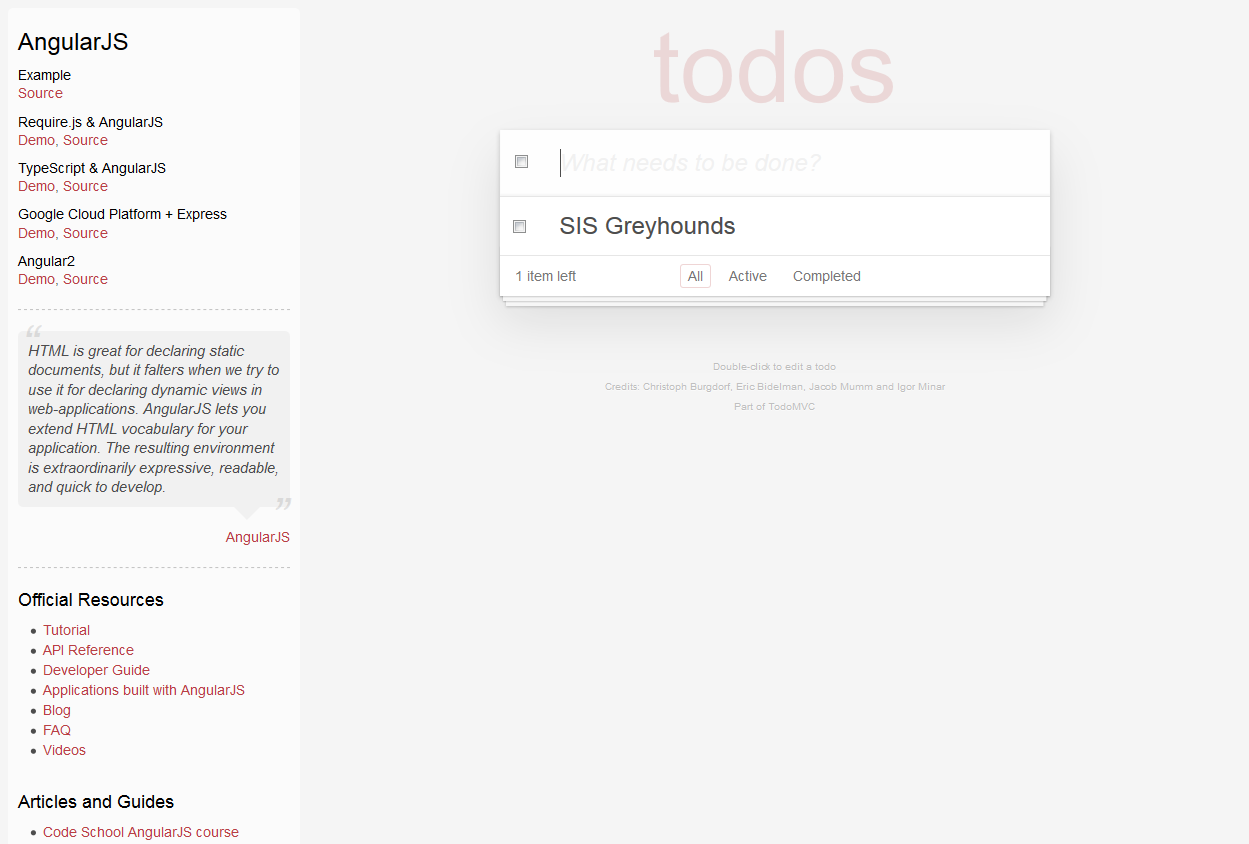 AngularJS
Example
Source
Require.js & AngularJS
Demo, Source
TypeScript & AngularJS
Demo, Source
Google Cloud Platform + Express
Demo, Source
Angular2
Demo, Source
“
HTML is great for declaring static
documents, but it falters when we try to
use it for declaring dynamic views in
web-applications. AngularJS lets you
extend HTML vocabulary for your
application. The resulting environment
is extraordinarily expressive, readable,
and quick to develop.
”
AngularJS
Official Resources
• Tutorial
• API Reference
• Developer Guide
• Applications built with AngularJS
• Blog
• FAQ
• Videos
Articles and Guides
• Code School AngularJS course
todos
What needs to be done?
SIS Greyhounds
1 item left All Active Completed
Double-click to edit a todo
Credits: Christoph Burgdorf, Eric Bidelman, Jacob Mumm and Igor Minar
Part of TodoMVC